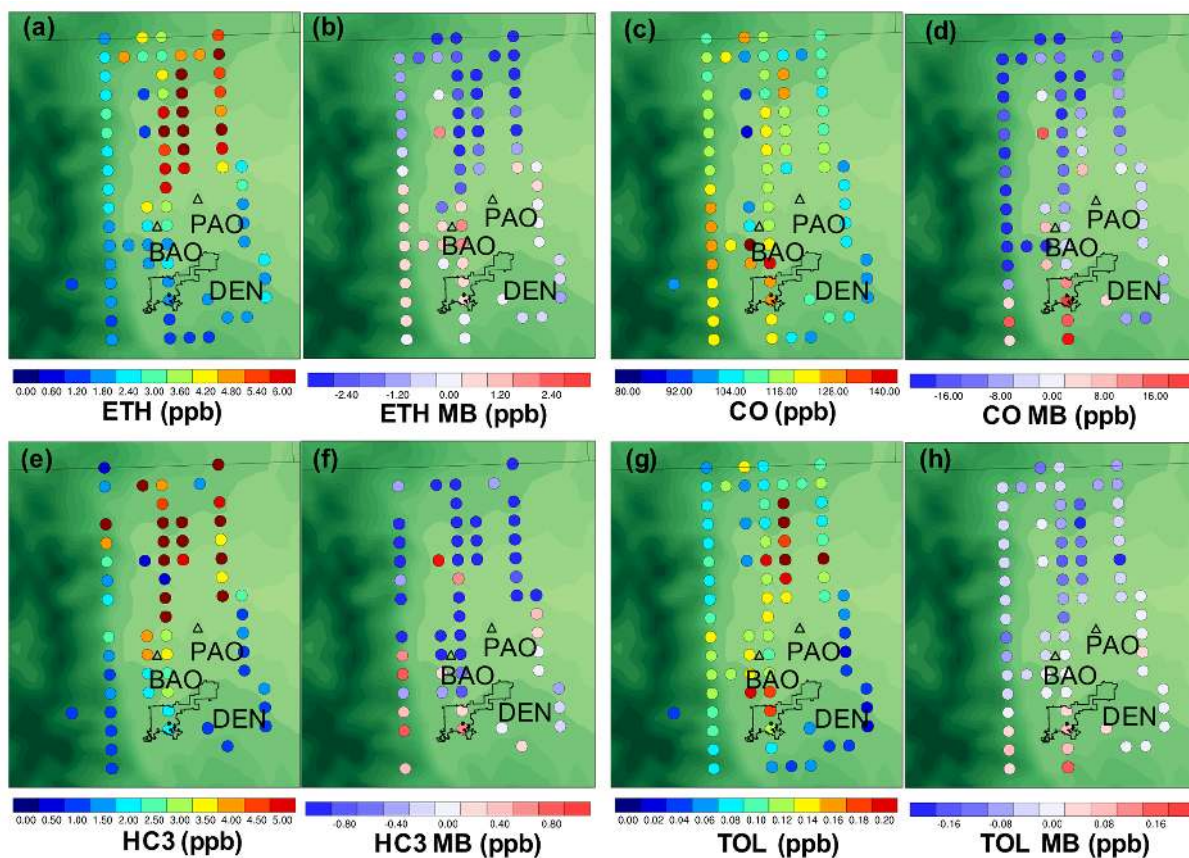 (a) (b) (c) (d)
PAO PAO PAO PAO
BAO BAO BAO BAO
DEN DEN DEN DEN
0.00 0.60 1.20 1.80 2.40 3.00 3.60 4.20 4.80 5.40 6.00 -2.40 -1.20 0.00 1.20 2.40 80.00 92.00 104.00 116.00 126.00 140.00 -16.00 -8.00 0.00 8.00 16.00
ETH (ppb) ETH MB (ppb) CO (ppb) CO MB (ppb)
(e) (f) (g) (h)
PAO PAO PAO PAO
BAO BAO BAO BAO
DEN DEN DEN DEN
0.00 0.50 1.00 1.50 2.00 2.50 3.00 3.50 4.00 4.50 5.00 -0.80 -0.40 0.00 0.40 0.80 0.00 0.02 0.04 0.06 0.08 0.10 0.12 0.14 0.16 0.18 0.20 -0.16 -0.08 0.00 0.08 0.16
HC3 (ppb) HC3 MB (ppb) TOL (ppb) TOL MB (ppb)